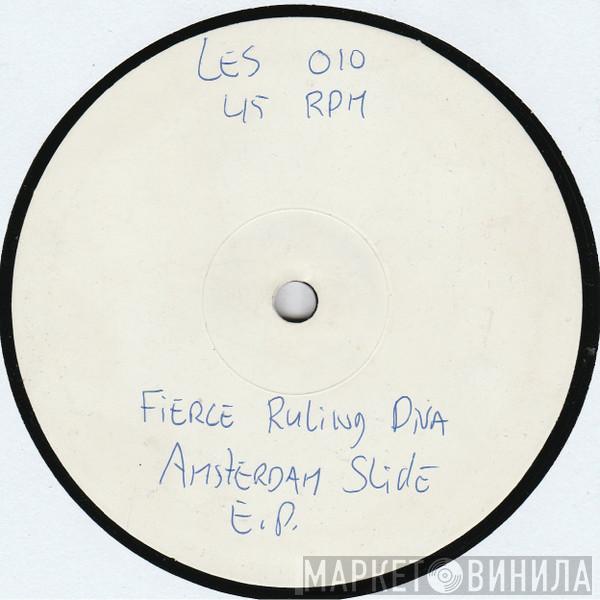 LES 010
45 RPM
FIERCE RULING DIVA
AMSTERDAM SLIDE
E.P.
МАРКЕТ ВИНИЛА